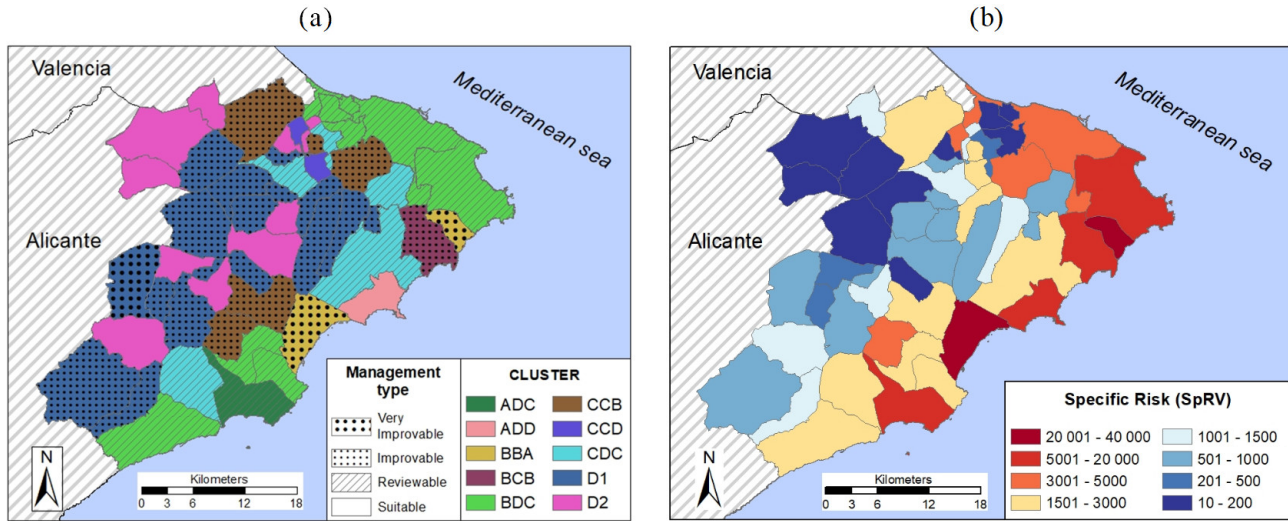 (a)
Valencia
Mediterranean sea
Alicante
Management type
Very Improvable
Improbable
Reviewable
Suitable
CLUSTER
ADC
ADD
BBA
BCB
BDC
CCB
CCD
CDC
D1
D2
N
Kilometers
0 3 6 12 18
(b)
Valencia
Mediterranean sea
Alicante
Specific Risk (SpRV)
20 001 - 40 000
5001 - 20 000
3001 - 5000
1501 - 3000
1001 - 1500
501 - 1000
201 - 500
10 - 200
N
Kilometers
0 3 6 12 18